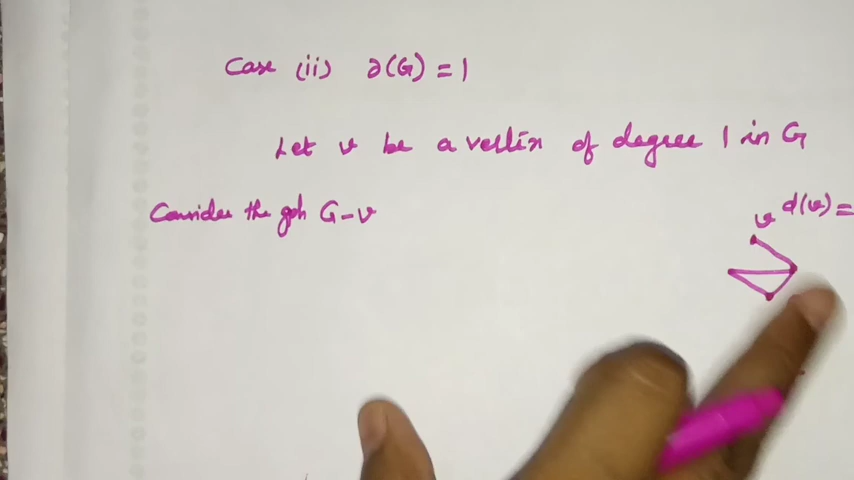 Case (ii) ∂(G) = 1
Let v be a vertex of degree 1 in G
Consider the gph G-v
v d(v) =